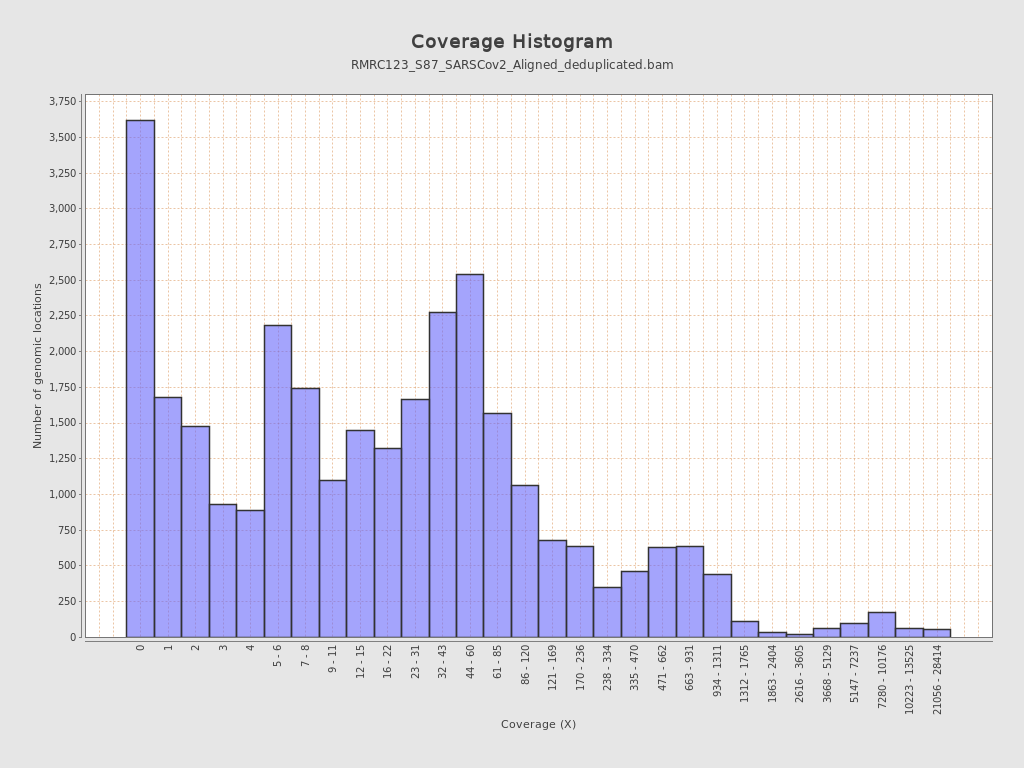 Coverage Histogram
RMRC123_S87_SARSCov2_Aligned_deduplicated.bam
Number of genomic locations
3,750
3,500
3,250
3,000
2,750
2,500
2,250
2,000
1,750
1,500
1,250
1,000
750
500
250
0
0
1
2
3
4
5 - 6
7 - 8
9 - 11
12 - 15
16 - 22
23 - 31
32 - 43
44 - 60
61 - 85
86 - 120
121 - 169
170 - 236
238 - 334
335 - 470
471 - 662
663 - 931
934 - 1311
1312 - 1765
1863 - 2404
2616 - 3605
3668 - 5129
5147 - 7237
7280 - 10176
10223 - 13525
21056 - 28414
Coverage (X)